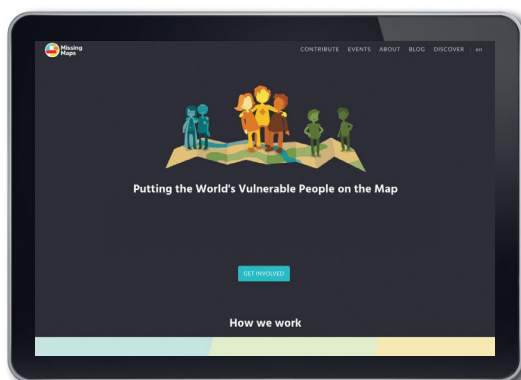 Missing
Maps
CONTRIBUTE EVENTS ABOUT BLOG DISCOVER | en
Putting the World's Vulnerable People on the Map
GET INVOLVED
How we work